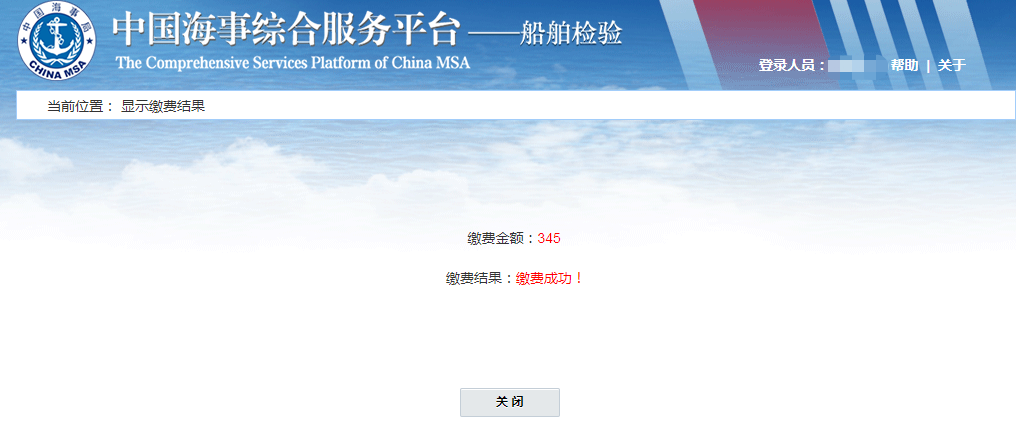 中国海事局
CHINA MSA
中国海事综合服务平台——船舶检验
The Comprehensive Services Platform of China MSA
登录人员： 帮助 | 关于
当前位置： 显示缴费结果
缴费金额：345
缴费结果：缴费成功！
关 闭